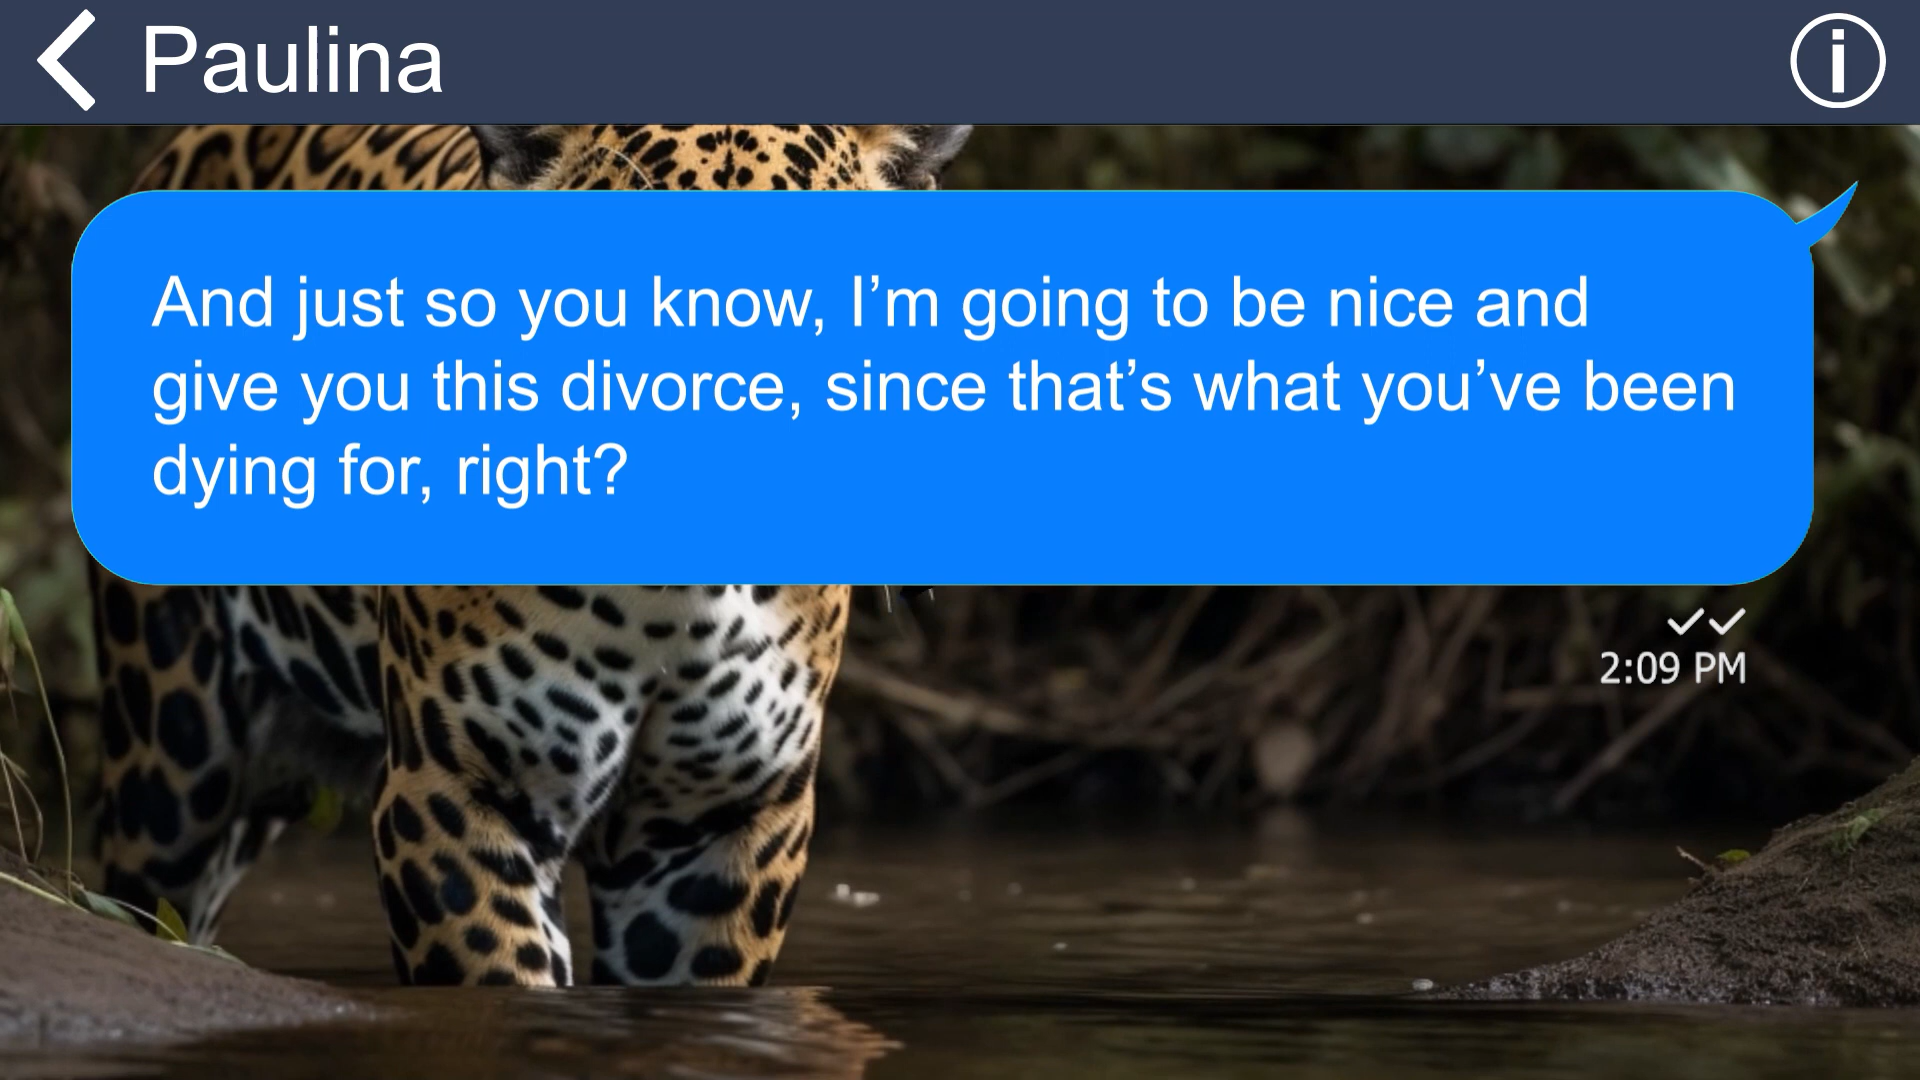 Paulina
And just so you know, I’m going to be nice and
give you this divorce, since that’s what you’ve been
dying for, right?
2:09 PM